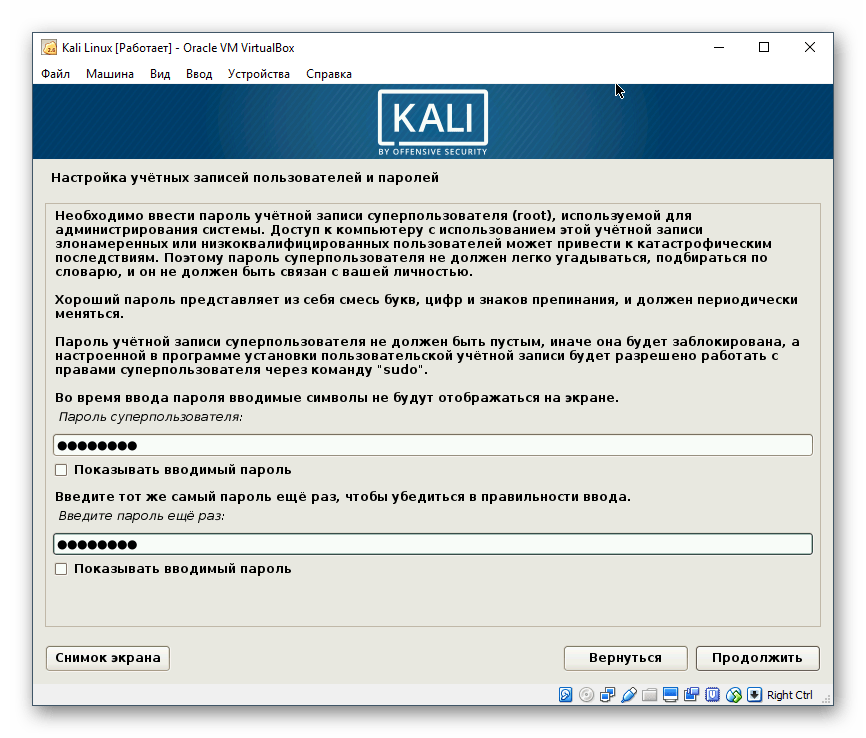 Kali Linux [Работает] - Oracle VM VirtualBox
Файл Машина Вид Ввод Устройства Справка
KALI
BY OFFENSIVE SECURITY
Настройка учётных записей пользователей и паролей
Необходимо ввести пароль учётной записи суперпользователя (root), используемой для
администрирования системы. Доступ к компьютеру с использованием этой учётной записи
злонамеренных или низкоквалифицированных пользователей может привести к катастрофическим
последствиям. Поэтому пароль суперпользователя не должен легко угадываться, подбираться по
словарю, и он не должен быть связан с вашей личностью.
Хороший пароль представляет из себя смесь букв, цифр и знаков препинания, и должен периодически
меняться.
Пароль учётной записи суперпользователя не должен быть пустым, иначе она будет заблокирована, а
настроенной в программе установки пользовательской учётной записи будет разрешено работать с
правами суперпользователя через команду "sudo".
Во время ввода пароля вводимые символы не будут отображаться на экране.
Пароль суперпользователя:
●●●●●●●●
Показывать вводимый пароль
Введите тот же самый пароль ещё раз, чтобы убедиться в правильности ввода.
Введите пароль ещё раз:
●●●●●●●●
Показывать вводимый пароль
Снимок экрана Вернуться Продолжить
Right Ctrl